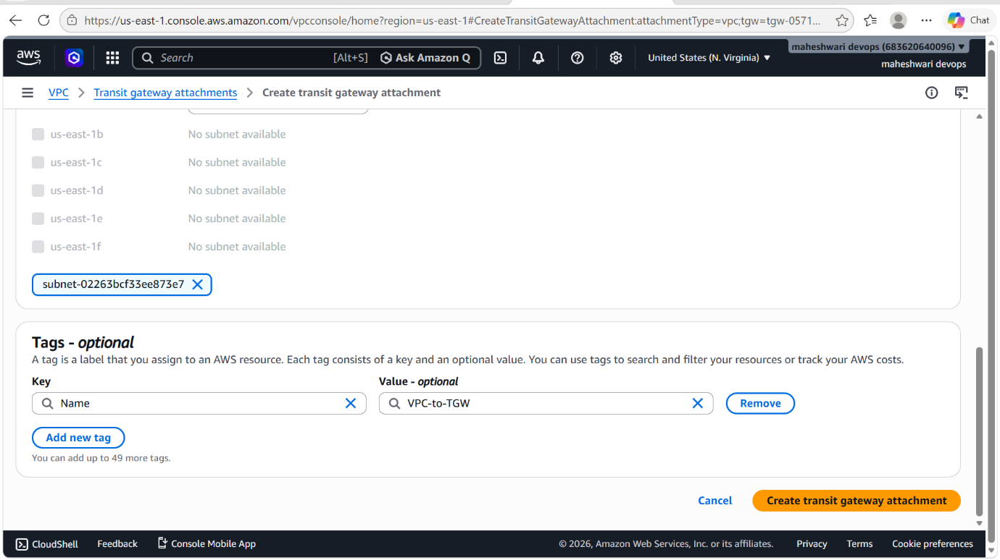 https://us-east-1.console.aws.amazon.com/vpcconsole/home?region=us-east-1#CreateTransitGatewayAttachment:attachmentType=vpc;tgw=tgw-0571... Chat
aws Search [Alt+S] Ask Amazon Q United States (N. Virginia) ▼ maheshwari devops (683620640096) ▼
maheshwari devops
VPC > Transit gateway attachments > Create transit gateway attachment
us-east-1b No subnet available
us-east-1c No subnet available
us-east-1d No subnet available
us-east-1e No subnet available
us-east-1f No subnet available
subnet-02263bcf33ee873e7
Tags - optional
A tag is a label that you assign to an AWS resource. Each tag consists of a key and an optional value. You can use tags to search and filter your resources or track your AWS costs.
Key Value - optional
Name VPC-to-TGW Remove
Add new tag
You can add up to 49 more tags.
Cancel Create transit gateway attachment
CloudShell Feedback Console Mobile App © 2026, Amazon Web Services, Inc. or its affiliates. Privacy Terms Cookie preferences